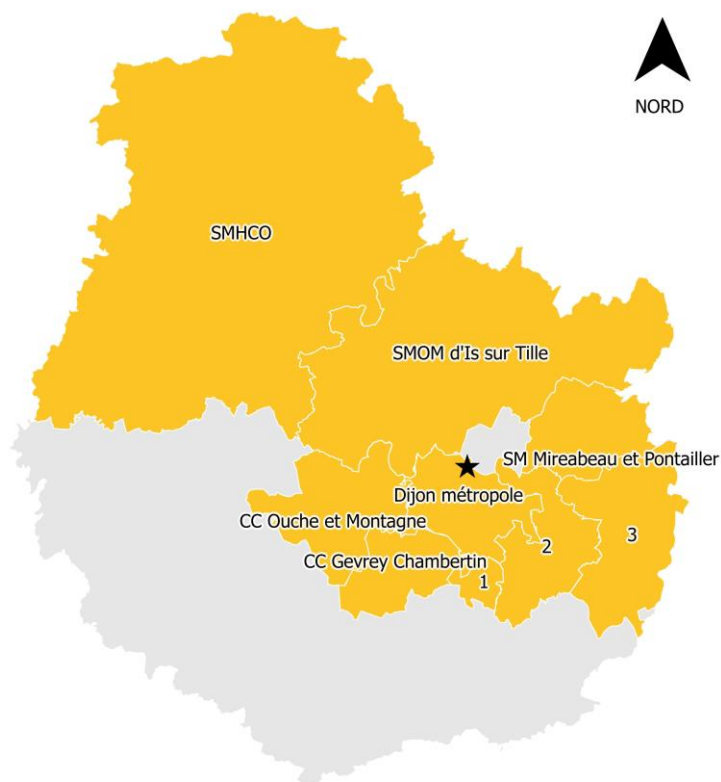 NORD
SMHCO
SMOM d'Is sur Tille
SM Mireabeau et Pontailler
Dijon métropole
CC Ouche et Montagne
3
2
CC Gevrey Chambertin
1